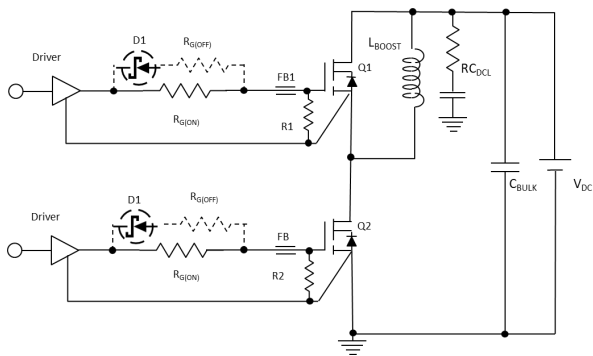 Driver
D1
RG(OFF)
RG(ON)
FB1
R1
Q1
LBOOST
RCDCL
CBULK
VDC
Driver
D1
RG(OFF)
RG(ON)
FB
R2
Q2